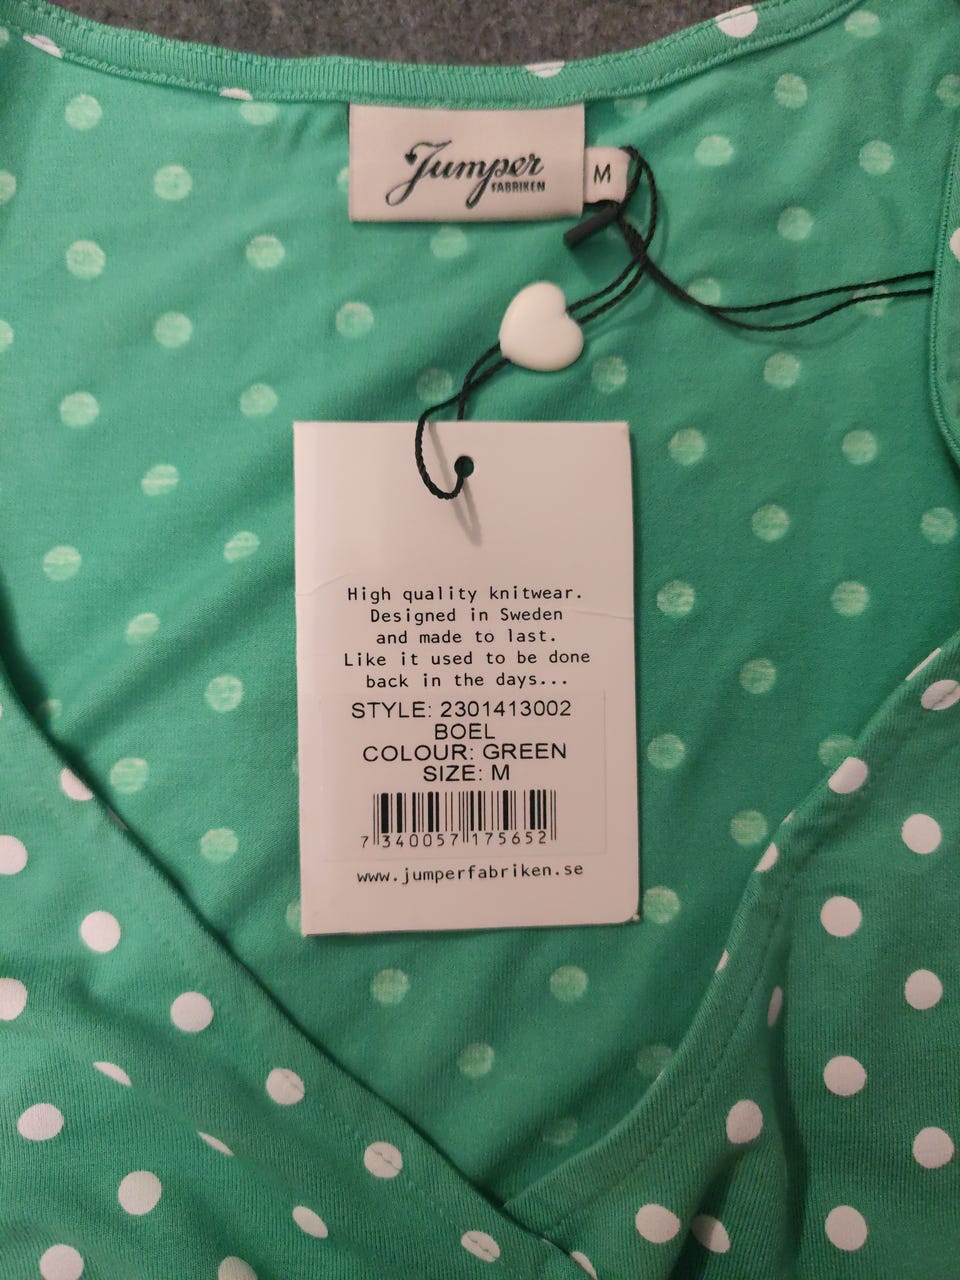 Jumper
FABRIKEN
M
High quality knitwear.
Designed in Sweden
and made to last.
Like it used to be done
back in the days...
STYLE: 2301413002
BOEL
COLOUR: GREEN
SIZE: M
7 340057 175652
www.jumperfabriken.se